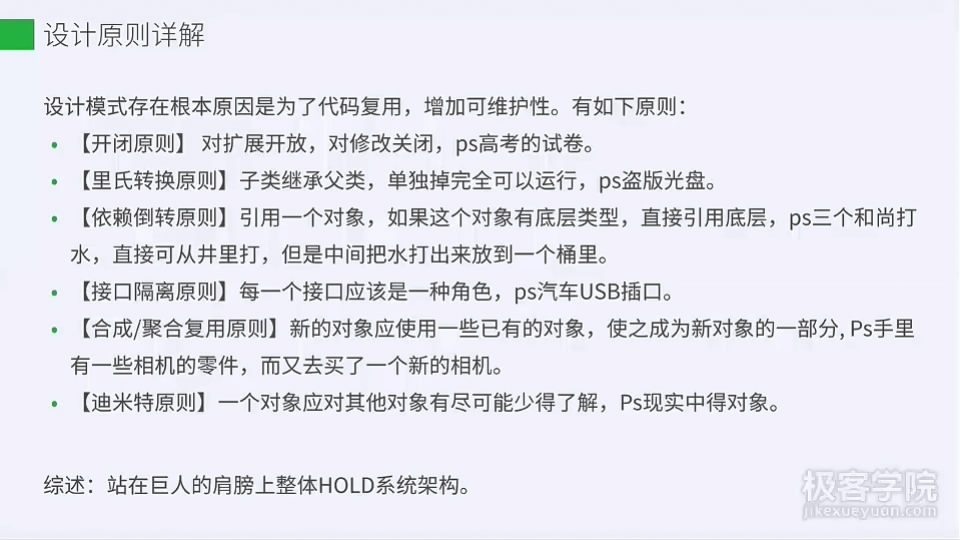 设计原则详解
设计模式存在根本原因是为了代码复用，增加可维护性。有如下原则：
• 【开闭原则】 对扩展开放，对修改关闭，ps高考的试卷。
• 【里氏转换原则】子类继承父类，单独掉完全可以运行，ps盗版光盘。
• 【依赖倒转原则】引用一个对象，如果这个对象有底层类型，直接引用底层，ps三个和尚打
水，直接可从井里打，但是中间把水打出来放到一个桶里。
• 【接口隔离原则】每一个接口应该是一种角色，ps汽车USB插口。
• 【合成/聚合复用原则】新的对象应使用一些已有的对象，使之成为新对象的一部分, Ps手里
有一些相机的零件，而又去买了一个新的相机。
• 【迪米特原则】一个对象应对其他对象有尽可能少得了解，Ps现实中得对象。
综述：站在巨人的肩膀上整体HOLD系统架构。
极客学院
jikexueyuan.com